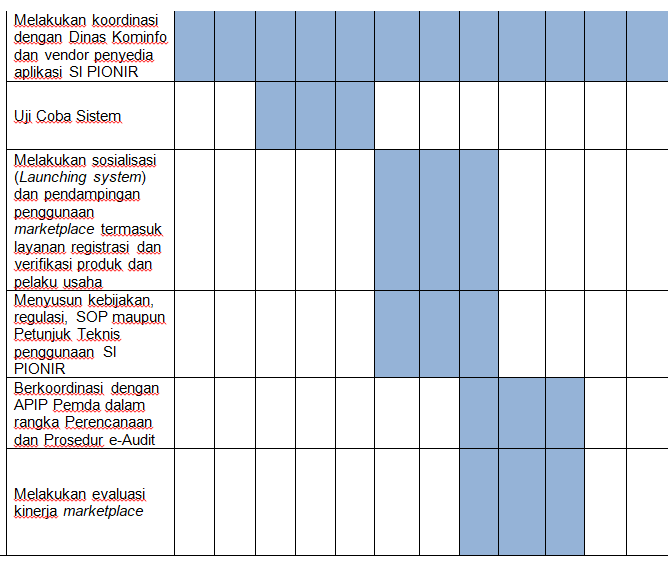 Melakukan koordinasi
dengan Dinas Kominfo
dan vendor penyedia
aplikasi SI PIONIR
Uji Coba Sistem
Melakukan sosialisasi
(Launching system)
dan pendampingan
penggunaan
marketplace termasuk
layanan registrasi dan
verifikasi produk dan
pelaku usaha
Menyusun kebijakan,
regulasi, SOP maupun
Petunjuk Teknis
penggunaan SI
PIONIR
Berkoordinasi dengan
APIP Pemda dalam
rangka Perencanaan
dan Prosedur e-Audit
Melakukan evaluasi
kinerja marketplace